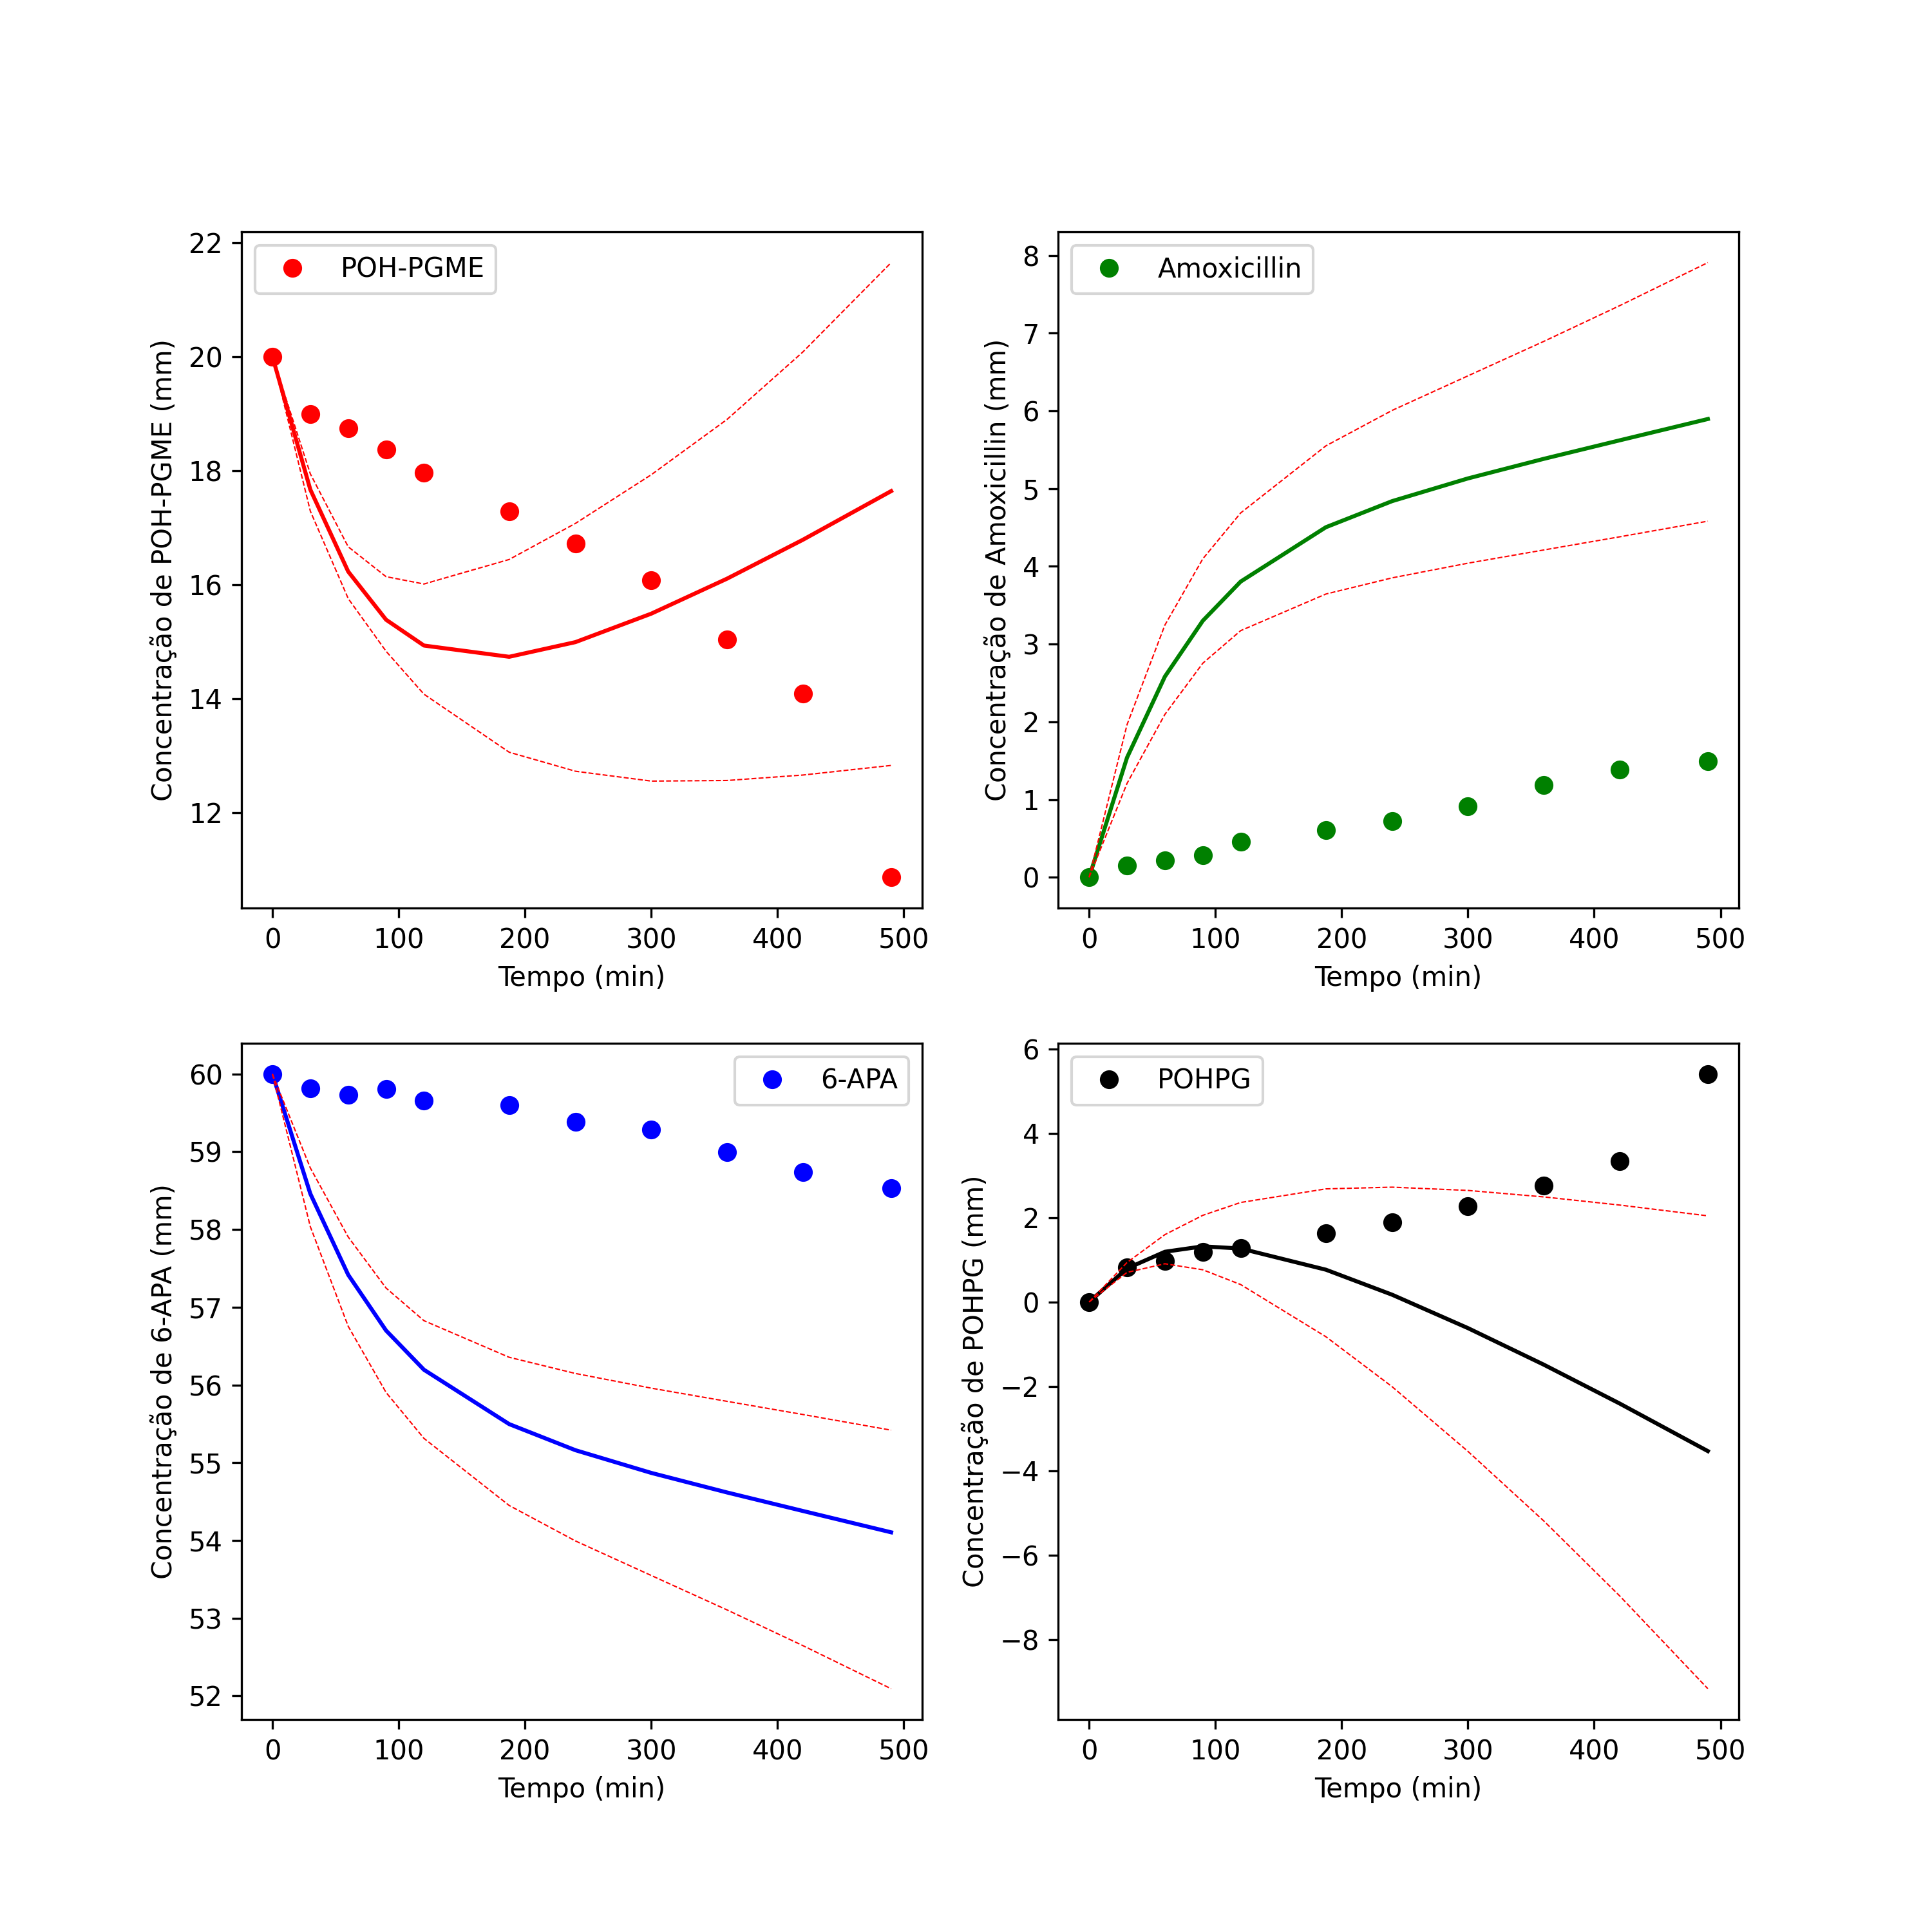 POH-PGME
Concentração de POH-PGME (mm)
22
20
18
16
14
12
0 100 200 300 400 500
Tempo (min)
Amoxicillin
Concentração de Amoxicillin (mm)
8
7
6
5
4
3
2
1
0
0 100 200 300 400 500
Tempo (min)
6-APA
Concentração de 6-APA (mm)
60
59
58
57
56
55
54
53
52
0 100 200 300 400 500
Tempo (min)
POHPG
Concentração de POHPG (mm)
6
4
2
0
−2
−4
−6
−8
0 100 200 300 400 500
Tempo (min)